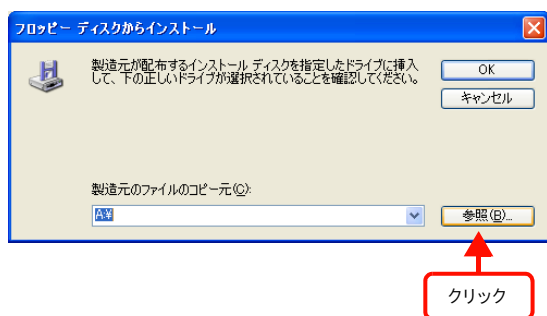 フロッピー ディスクからインストール
製造元が配布するインストール ディスクを指定したドライブに挿入
して、下の正しいドライブが選択されていることを確認してください。
OK
キャンセル
製造元のファイルのコピー元(C):
A:¥
参照(B)...
クリック